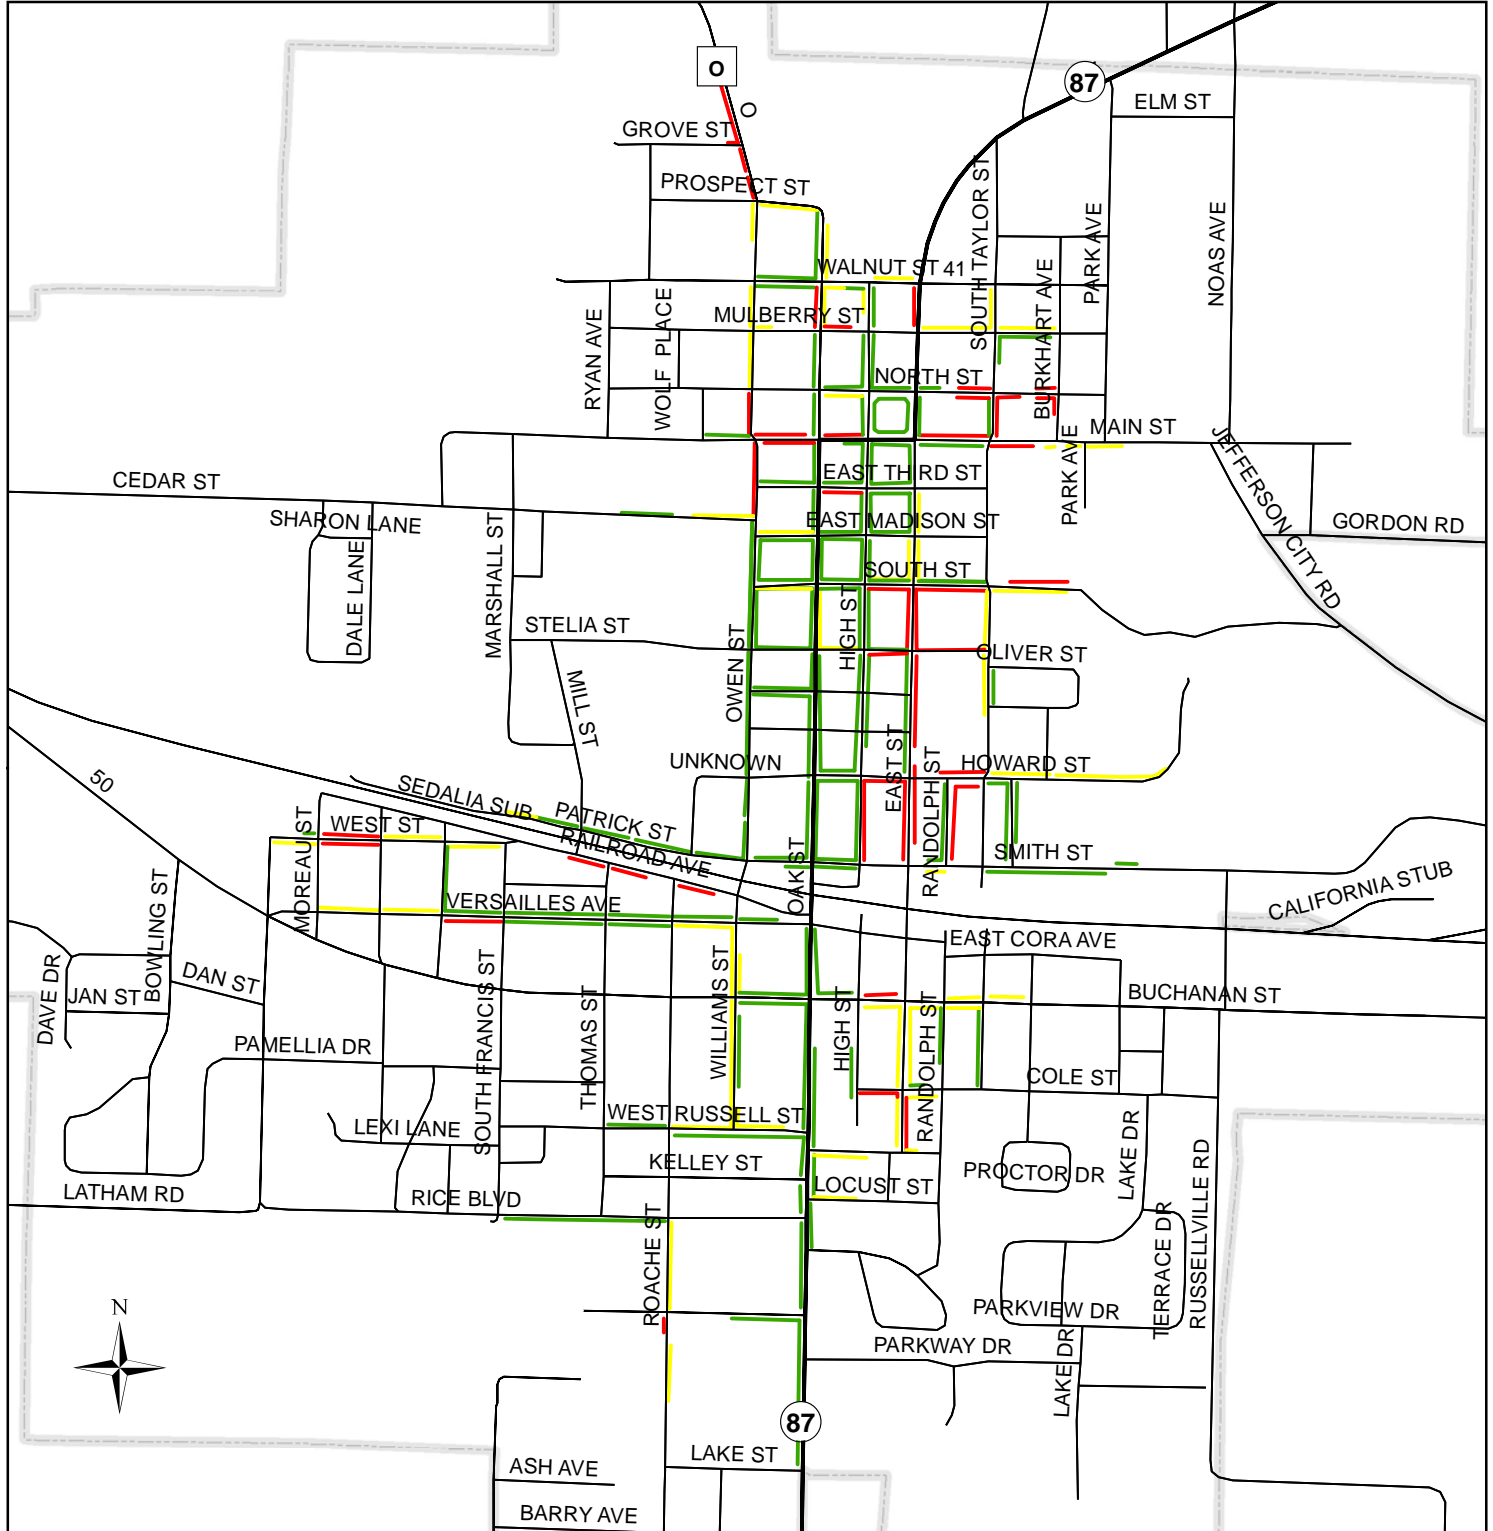 O
O
87
ELM ST
GROVE ST
PROSPECT ST
SOUTH TAYLOR ST
PARK AVE
NOAS AVE
WALNUT ST 41
BURKHART AVE
RYAN AVE
WOLF PLACE
MULBERRY ST
NORTH ST
MAIN ST
PARK AVE
JEFFERSON CITY RD
CEDAR ST
EAST TH RD ST
SHARON LANE
EAST MADISON ST
GORDON RD
DALE LANE
MARSHALL ST
SOUTH ST
STELIA ST
OWEN ST
HIGH ST
OLIVER ST
MILL ST
UNKNOWN
EAST ST
RANDOLPH ST
HOWARD ST
50
SEDALIA SUB
PATRICK ST
MOREAU ST
WEST ST
RAILROAD AVE
OAK ST
SMITH ST
BOWLING ST
VERSAILLES AVE
CALIFORNIA STUB
DAVE DR
DAN ST
EAST CORA AVE
JAN ST
SOUTH FRANCIS ST
THOMAS ST
WILLIAMS ST
HIGH ST
RANDOLPH ST
BUCHANAN ST
PAMELLIA DR
COLE ST
LEXI LANE
WEST RUSSELL ST
LAKE DR
RUSSELLVILLE RD
KELLEY ST
PROCTOR DR
LATHAM RD
RICE BLVD
LOCUST ST
ROACHE ST
TERRACE DR
N
PARKVIEW DR
PARKWAY DR
LAKE DR
87
LAKE ST
ASH AVE
BARRY AVE